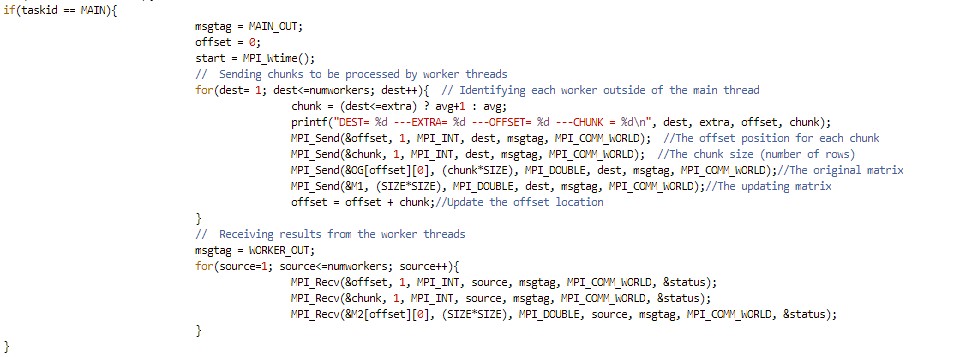 if(taskid == MAIN){
msgtag = MAIN_OUT;
offset = 0;
start = MPI_Wtime();
// Sending chunks to be processed by worker threads
for(dest= 1; dest<=numworkers; dest++){ // Identifying each worker outside of the main thread
chunk = (dest<=extra) ? avg+1 : avg;
printf("DEST= %d ---EXTRA= %d ---OFFSET= %d ---CHUNK = %d\n", dest, extra, offset, chunk);
MPI_Send(&offset, 1, MPI_INT, dest, msgtag, MPI_COMM_WORLD); //The offset position for each chunk
MPI_Send(&chunk, 1, MPI_INT, dest, msgtag, MPI_COMM_WORLD); //The chunk size (number of rows)
MPI_Send(&OG[offset][0], (chunk*SIZE), MPI_DOUBLE, dest, msgtag, MPI_COMM_WORLD);//The original matrix
MPI_Send(&M1, (SIZE*SIZE), MPI_DOUBLE, dest, msgtag, MPI_COMM_WORLD);//The updating matrix
offset = offset + chunk;//Update the offset location
}
// Receiving results from the worker threads
msgtag = WORKER_OUT;
for(source=1; source<=numworkers; source++){
MPI_Recv(&offset, 1, MPI_INT, source, msgtag, MPI_COMM_WORLD, &status);
MPI_Recv(&chunk, 1, MPI_INT, source, msgtag, MPI_COMM_WORLD, &status);
MPI_Recv(&M2[offset][0], (SIZE*SIZE), MPI_DOUBLE, source, msgtag, MPI_COMM_WORLD, &status);
}
}